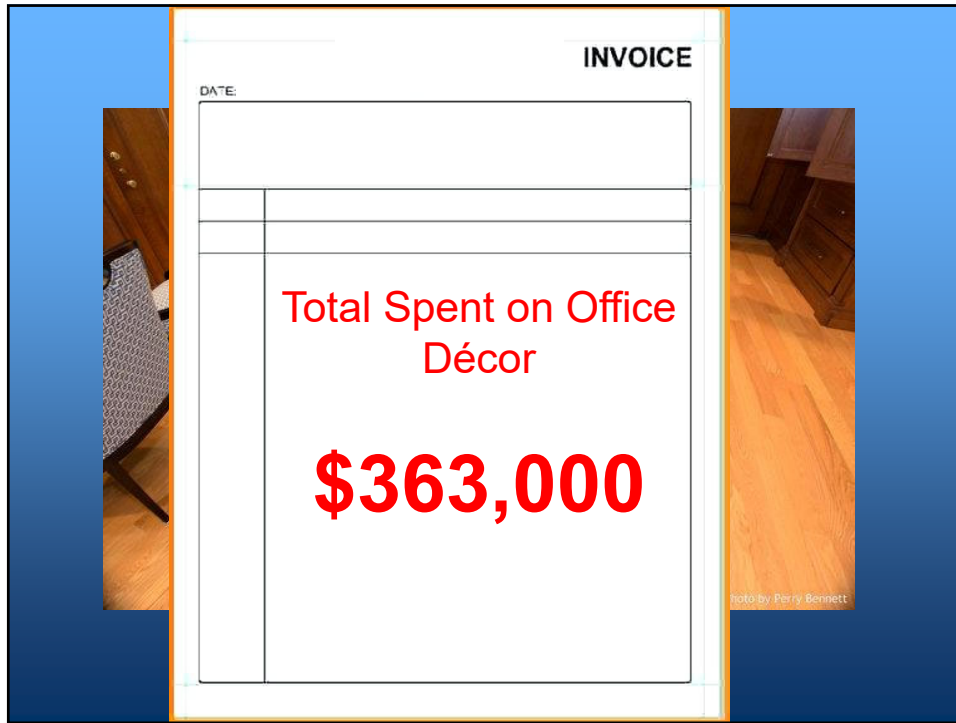 INVOICE
DATE:
Total Spent on Office
Décor
$363,000
Photo by Perry Bennett